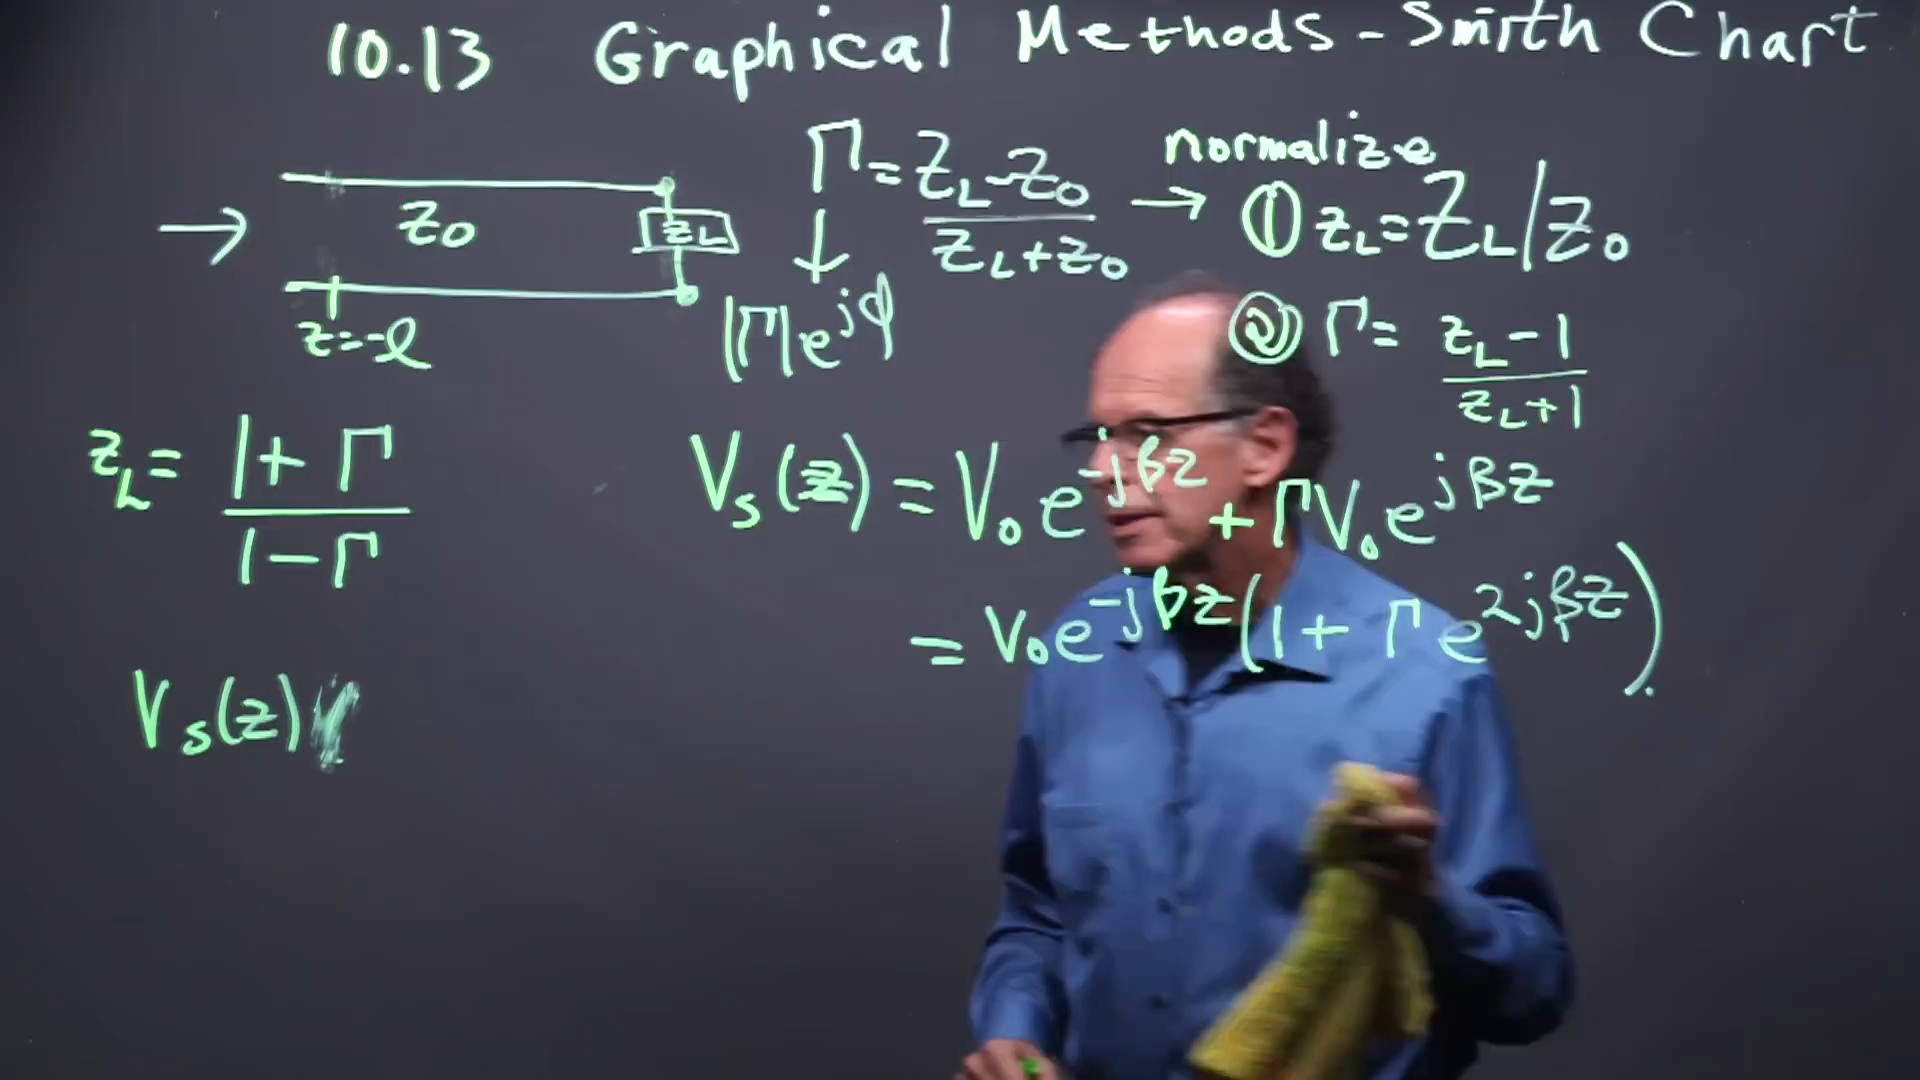 10.13 Graphical Methods - Smith Chart
Γ = Z_L - Z_0 / Z_L + Z_0 → normalize
① z_L = Z_L / Z_0
→ Z_0 Z_L
z = -l
↓
|Γ| e^{jφ}
② Γ = z_L - 1 / z_L + 1
z_L = 1 + Γ / 1 - Γ
V_s(z) = V_0 e^{-jβz} + Γ V_0 e^{jβz}
= V_0 e^{-jβz} (1 + Γ e^{2jβz}).
V_s(z)